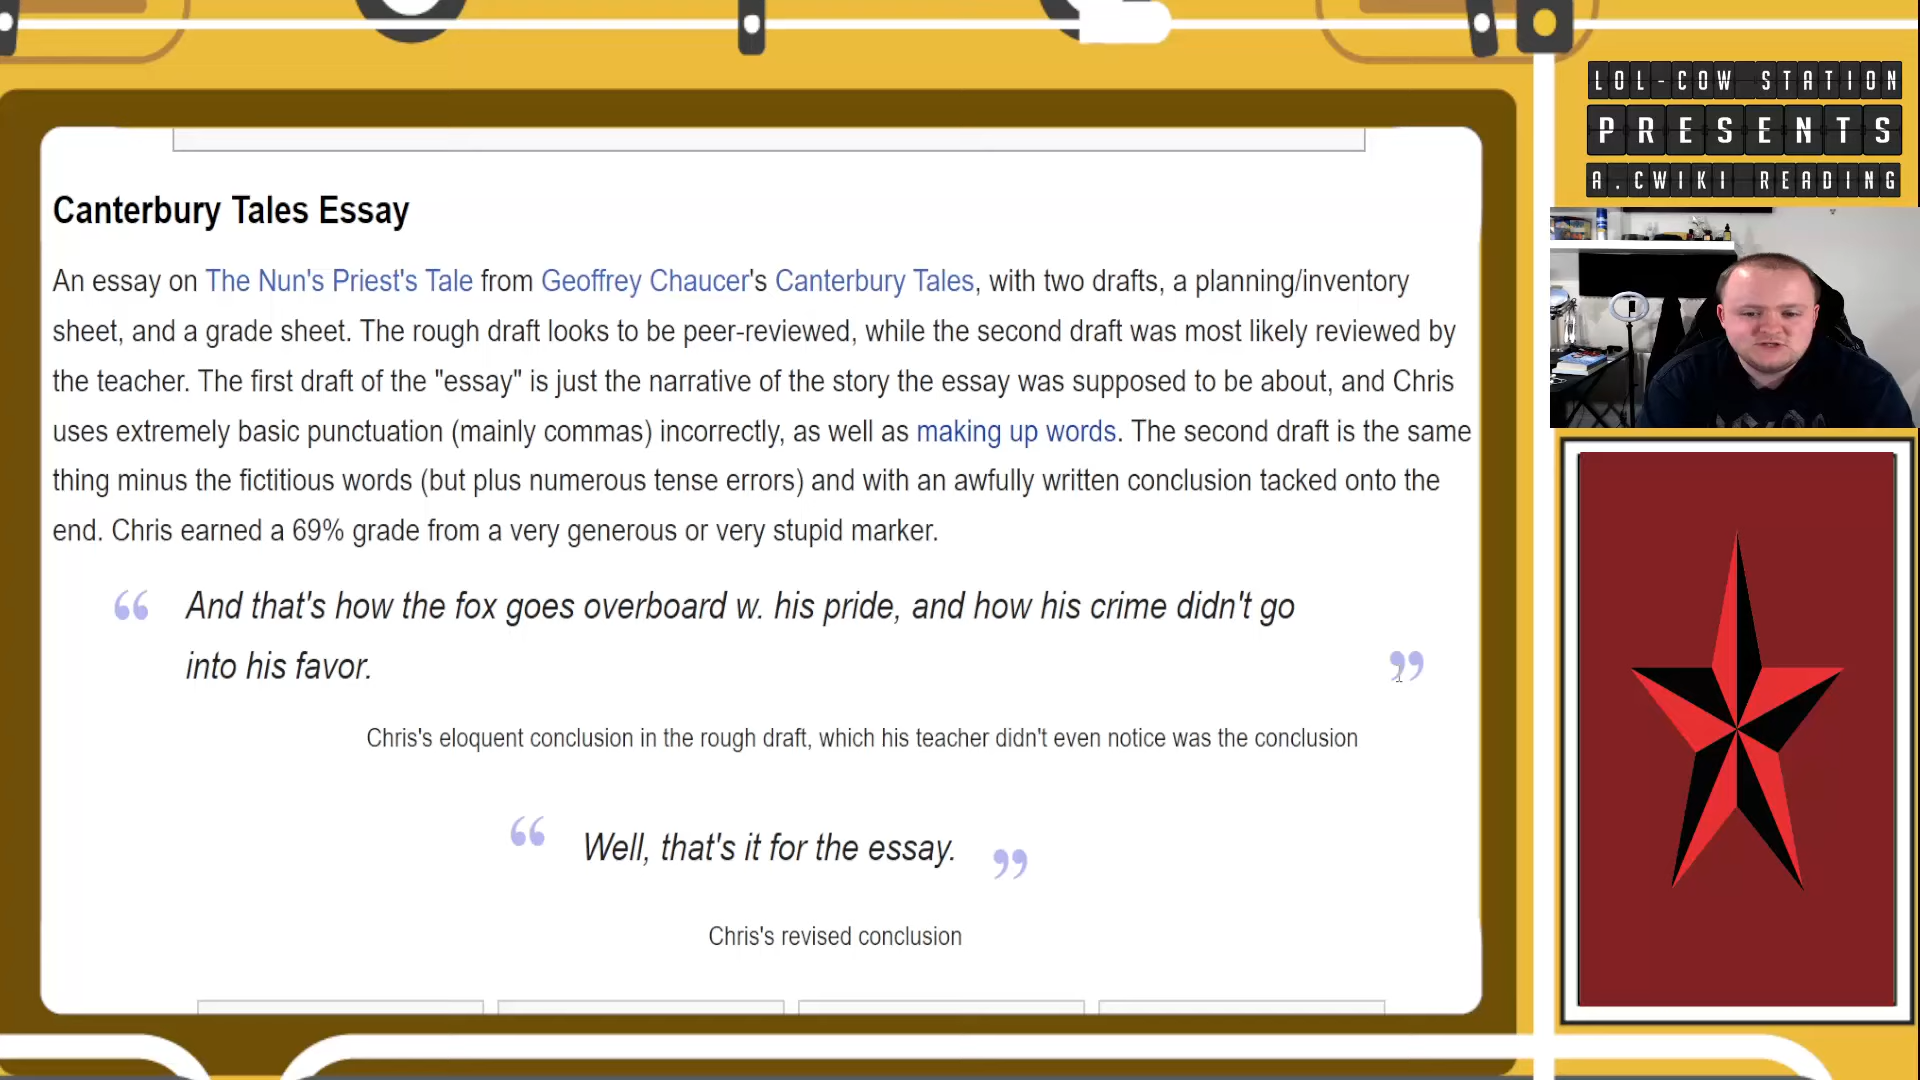 LOL-COW STATION
PRESENTS
A.CWIKI READING
Canterbury Tales Essay
An essay on The Nun's Priest's Tale from Geoffrey Chaucer's Canterbury Tales, with two drafts, a planning/inventory
sheet, and a grade sheet. The rough draft looks to be peer-reviewed, while the second draft was most likely reviewed by
the teacher. The first draft of the "essay" is just the narrative of the story the essay was supposed to be about, and Chris
uses extremely basic punctuation (mainly commas) incorrectly, as well as making up words. The second draft is the same
thing minus the fictitious words (but plus numerous tense errors) and with an awfully written conclusion tacked onto the
end. Chris earned a 69% grade from a very generous or very stupid marker.
“ And that's how the fox goes overboard w. his pride, and how his crime didn't go
into his favor. ”
Chris's eloquent conclusion in the rough draft, which his teacher didn't even notice was the conclusion
“ Well, that's it for the essay. ”
Chris's revised conclusion